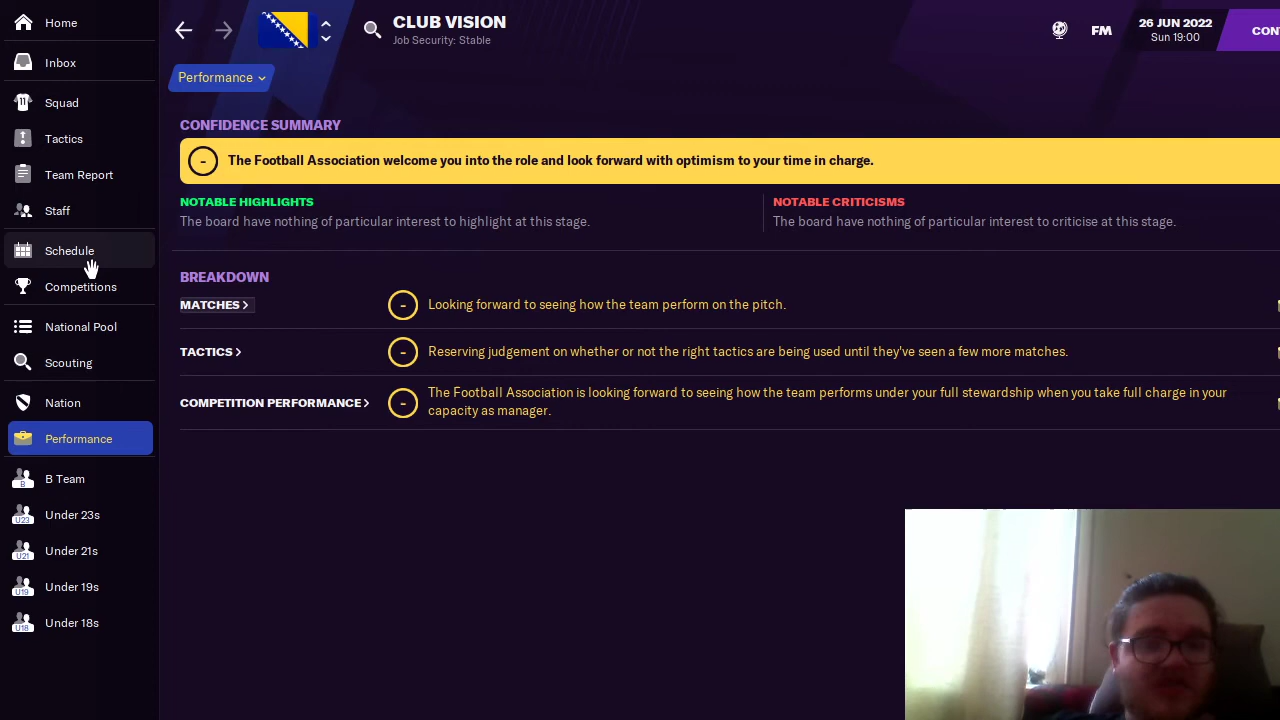 Home
Inbox
Squad
Tactics
Team Report
Staff
Schedule
Competitions
National Pool
Scouting
Nation
Performance
B Team
Under 23s
Under 21s
Under 19s
Under 18s
CLUB VISION
Job Security: Stable
FM
26 JUN 2022
Sun 19:00
CON
Performance
CONFIDENCE SUMMARY
The Football Association welcome you into the role and look forward with optimism to your time in charge.
NOTABLE HIGHLIGHTS
The board have nothing of particular interest to highlight at this stage.
NOTABLE CRITICISMS
The board have nothing of particular interest to criticise at this stage.
BREAKDOWN
MATCHES >
- Looking forward to seeing how the team perform on the pitch.
TACTICS >
- Reserving judgement on whether or not the right tactics are being used until they've seen a few more matches.
COMPETITION PERFORMANCE >
- The Football Association is looking forward to seeing how the team performs under your full stewardship when you take full charge in your
capacity as manager.